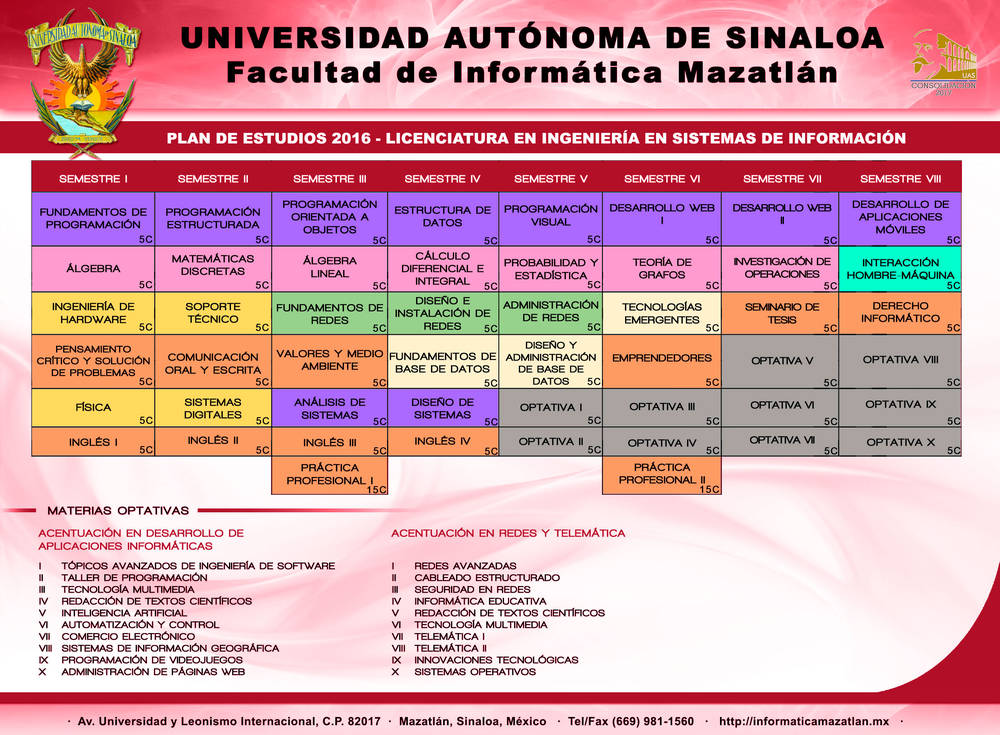 UNIVERSIDAD AUTÓNOMA DE SINALOA
Facultad de Informática Mazatlán
UNIVERSIDAD AUTONOMA DE SINALOA
UAS
CONSOLIDACIÓN
2017
PLAN DE ESTUDIOS 2016 - LICENCIATURA EN INGENIERÍA EN SISTEMAS DE INFORMACIÓN
SEMESTRE I
SEMESTRE II
SEMESTRE III
SEMESTRE IV
SEMESTRE V
SEMESTRE VI
SEMESTRE VII
SEMESTRE VIII
FUNDAMENTOS DE
PROGRAMACIÓN
5C
PROGRAMACIÓN
ESTRUCTURADA
5C
PROGRAMACIÓN
ORIENTADA A
OBJETOS
5C
ESTRUCTURA DE
DATOS
5C
PROGRAMACIÓN
VISUAL
5C
DESARROLLO WEB
I
5C
DESARROLLO WEB
II
5C
DESARROLLO DE
APLICACIONES
MÓVILES
5C
ÁLGEBRA
5C
MATEMÁTICAS
DISCRETAS
5C
ÁLGEBRA
LINEAL
5C
CÁLCULO
DIFERENCIAL E
INTEGRAL
5C
PROBABILIDAD Y
ESTADÍSTICA
5C
TEORÍA DE
GRAFOS
5C
INVESTIGACIÓN DE
OPERACIONES
5C
INTERACCIÓN
HOMBRE-MÁQUINA
5C
INGENIERÍA DE
HARDWARE
5C
SOPORTE
TÉCNICO
5C
FUNDAMENTOS DE
REDES
5C
DISEÑO E
INSTALACIÓN DE
REDES
5C
ADMINISTRACIÓN
DE REDES
5C
TECNOLOGÍAS
EMERGENTES
5C
SEMINARIO DE
TESIS
5C
DERECHO
INFORMÁTICO
5C
PENSAMIENTO
CRÍTICO Y SOLUCIÓN
DE PROBLEMAS
5C
COMUNICACIÓN
ORAL Y ESCRITA
5C
VALORES Y MEDIO
AMBIENTE
5C
FUNDAMENTOS DE
BASE DE DATOS
5C
DISEÑO Y
ADMINISTRACIÓN
DE BASE DE
DATOS
5C
EMPRENDEDORES
5C
OPTATIVA V
5C
OPTATIVA VIII
5C
FÍSICA
5C
SISTEMAS
DIGITALES
5C
ANÁLISIS DE
SISTEMAS
5C
DISEÑO DE
SISTEMAS
5C
OPTATIVA I
5C
OPTATIVA III
5C
OPTATIVA VI
5C
OPTATIVA IX
5C
INGLÉS I
5C
INGLÉS II
5C
INGLÉS III
5C
INGLÉS IV
5C
OPTATIVA II
5C
OPTATIVA IV
5C
OPTATIVA VII
5C
OPTATIVA X
5C
PRÁCTICA
PROFESIONAL I
15C
PRÁCTICA
PROFESIONAL II
15C
MATERIAS OPTATIVAS
ACENTUACIÓN EN DESARROLLO DE
APLICACIONES INFORMÁTICAS
I TÓPICOS AVANZADOS DE INGENIERÍA DE SOFTWARE
II TALLER DE PROGRAMACIÓN
III TECNOLOGÍA MULTIMEDIA
IV REDACCIÓN DE TEXTOS CIENTÍFICOS
V INTELIGENCIA ARTIFICIAL
VI AUTOMATIZACIÓN Y CONTROL
VII COMERCIO ELECTRÓNICO
VIII SISTEMAS DE INFORMACIÓN GEOGRÁFICA
IX PROGRAMACIÓN DE VIDEOJUEGOS
X ADMINISTRACIÓN DE PÁGINAS WEB
ACENTUACIÓN EN REDES Y TELEMÁTICA
I REDES AVANZADAS
II CABLEADO ESTRUCTURADO
III SEGURIDAD EN REDES
IV INFORMÁTICA EDUCATIVA
V REDACCIÓN DE TEXTOS CIENTÍFICOS
VI TECNOLOGÍA MULTIMEDIA
VII TELEMÁTICA I
VIII TELEMÁTICA II
IX INNOVACIONES TECNOLÓGICAS
X SISTEMAS OPERATIVOS
· Av. Universidad y Leonismo Internacional, C.P. 82017 · Mazatlán, Sinaloa, México · Tel/Fax (669) 981-1560 · http://informaticamazatlan.mx ·